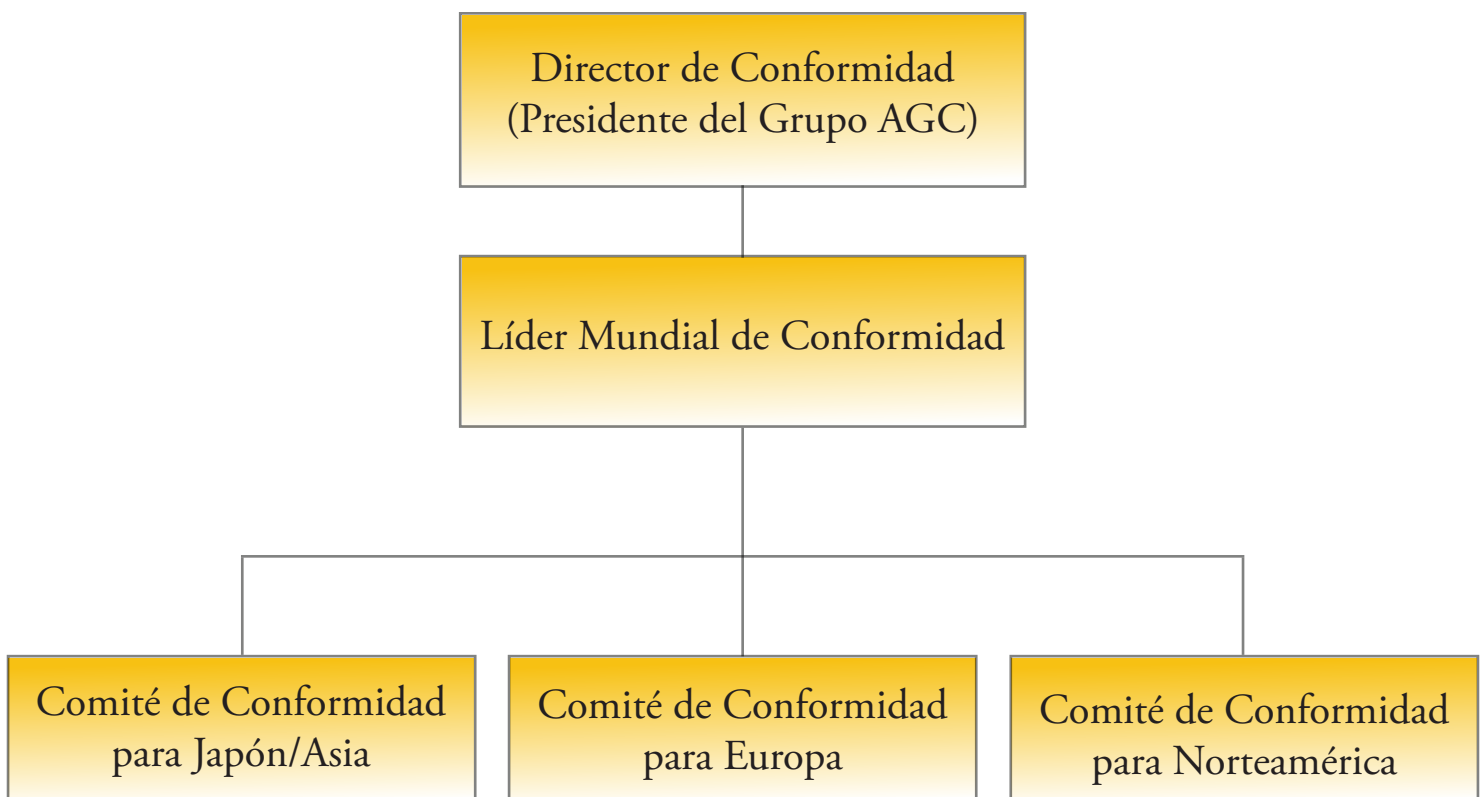 Director de Conformidad
(Presidente del Grupo AGC)
Líder Mundial de Conformidad
Comité de Conformidad
para Japón/Asia
Comité de Conformidad
para Europa
Comité de Conformidad
para Norteamérica